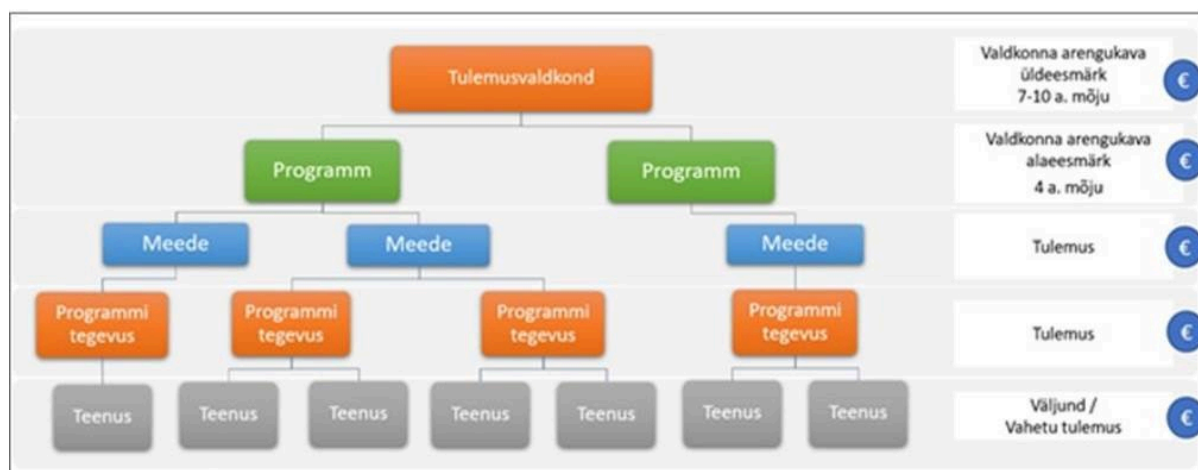 Tulemusvaldkond
Valdkonna arengukava
üldeesmärk
7-10 a. mõju
€
Programm
Programm
Valdkonna arengukava
alaeesmärk
4 a. mõju
€
Meede
Meede
Meede
Tulemus
€
Programmi
tegevus
Programmi
tegevus
Programmi
tegevus
Programmi
tegevus
Tulemus
€
Teenus
Teenus
Teenus
Teenus
Teenus
Teenus
Teenus
Väljund /
Vahetu tulemus
€